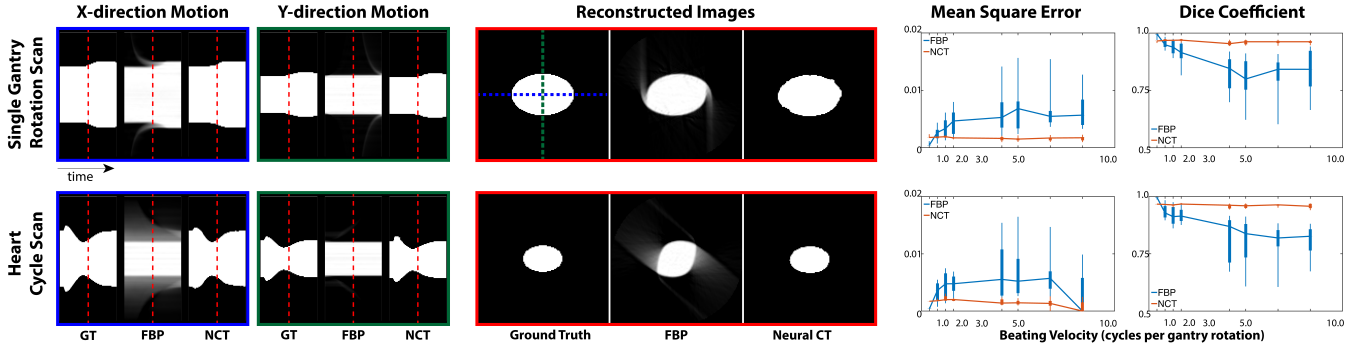 X-direction Motion
Y-direction Motion
Reconstructed Images
Mean Square Error
Dice Coefficient
Single Gantry
Rotation Scan
time
0.02
0.01
0
FBP
NCT
1.0 2.0 3.0 5.0 10.0
1.0
0.75
0.5
FBP
NCT
1.0 2.0 3.0 5.0 10.0
Heart
Cycle Scan
GT FBP NCT
GT FBP NCT
Ground Truth FBP Neural CT
0.02
0.01
0
FBP
NCT
1.0 2.0 3.0 5.0 10.0
1.0
0.75
0.5
FBP
NCT
1.0 2.0 3.0 5.0 10.0
Beating Velocity (cycles per gantry rotation)